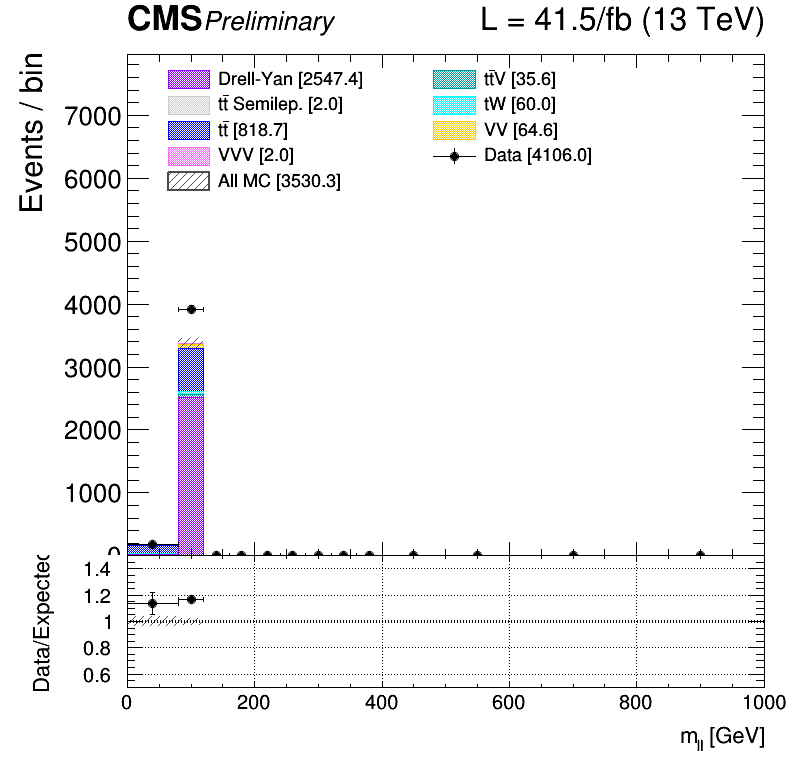 CMS Preliminary L = 41.5/fb (13 TeV)
Events / bin
Drell-Yan [2547.4]
tt̄ Semilep. [2.0]
tt̄ [818.7]
VVV [2.0]
All MC [3530.3]
tt̄V [35.6]
tW [60.0]
VV [64.6]
Data [4106.0]
7000
6000
5000
4000
3000
2000
1000
0
Data/Expected
1.4
1.2
1
0.8
0.6
0 200 400 600 800 1000
m_ll [GeV]